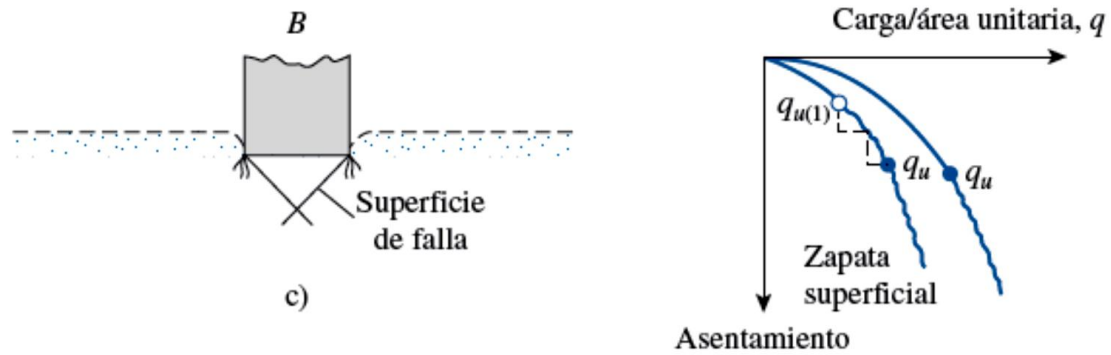 B
Superficie
de falla
c)
Carga/área unitaria, q
qu(1)
qu
qu
Zapata
superficial
Asentamiento